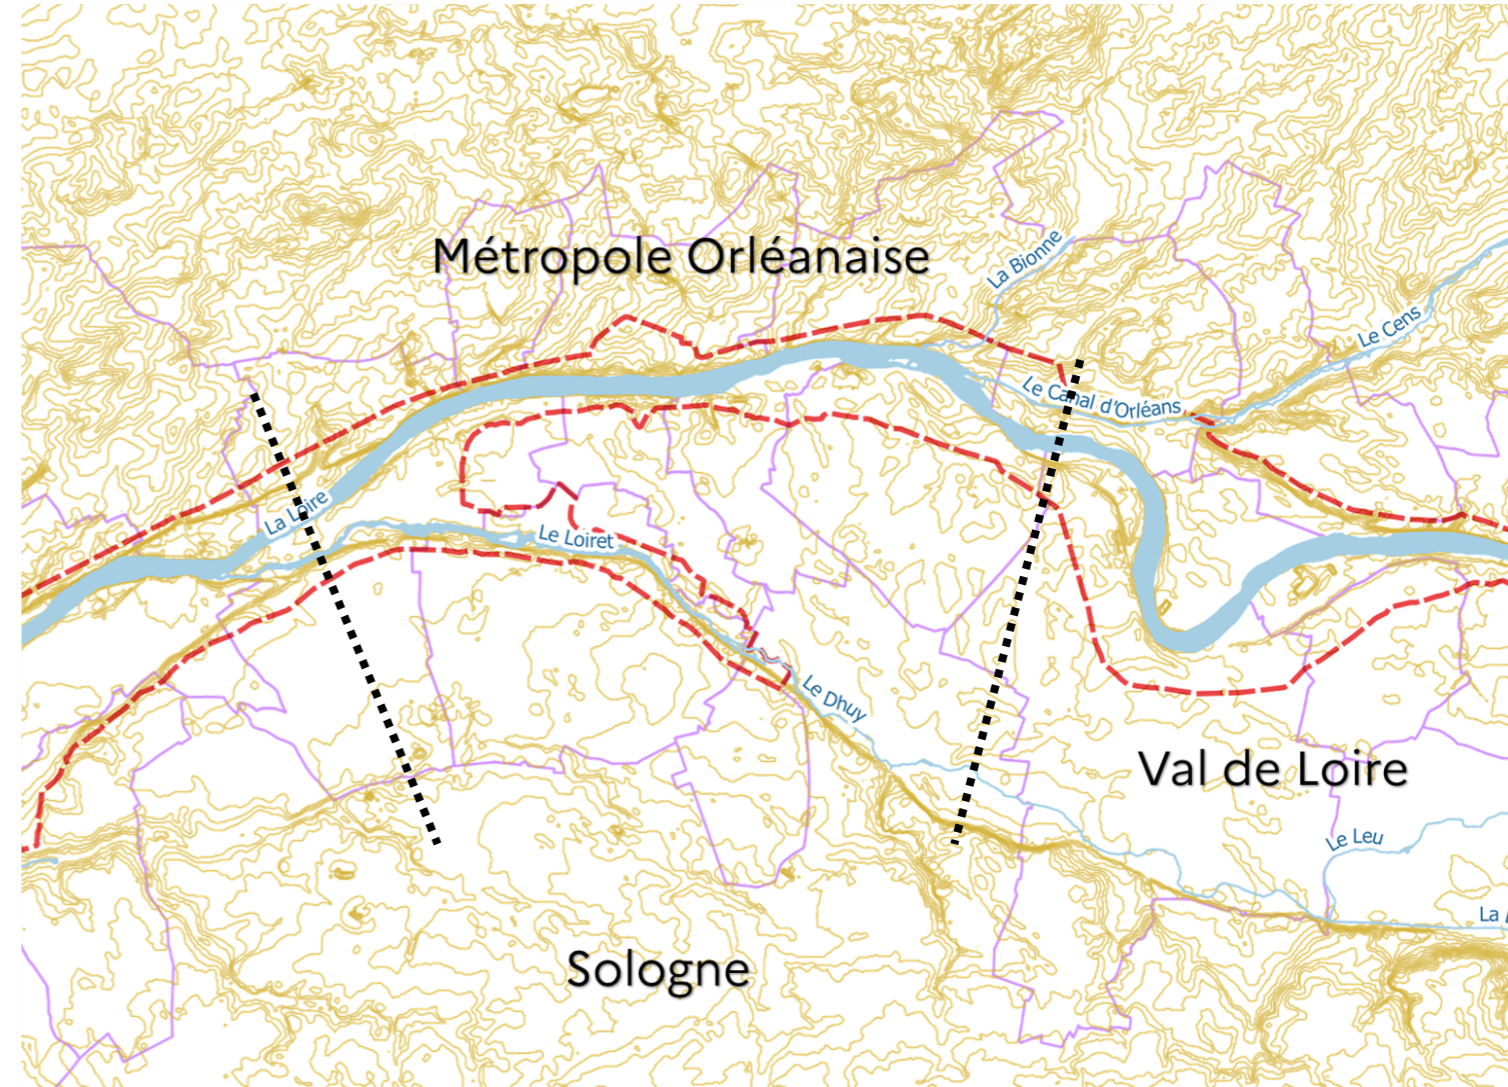 La Bionne
Métropole Orléanaise
Le Cens
Le Canal d'Orléans
La Loire
Le Loiret
Le Dhuy
Val de Loire
Le Leu
La
Sologne